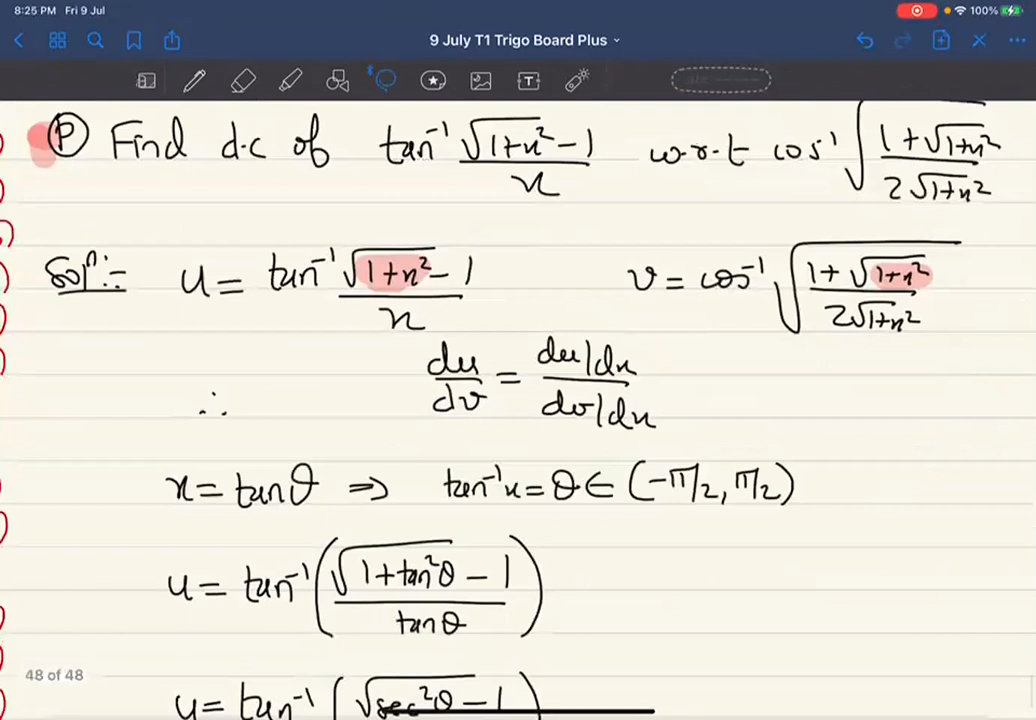 8:25 PM Fri 9 Jul 100%
9 July T1 Trigo Board Plus
(P) Find d.c of tan⁻¹ (√(1+x²) - 1)/x w.r.t cos⁻¹ √((1 + √(1+x²))/(2√(1+x²)))
Solⁿ:- u = tan⁻¹ (√(1+x²) - 1)/x v = cos⁻¹ √((1 + √(1+x²))/(2√(1+x²)))
∴ du/dv = (du/dx)/(dv/dx)
x = tanθ ⇒ tan⁻¹x = θ ∈ (-π/2, π/2)
u = tan⁻¹((√(1+tan²θ) - 1)/tanθ)
48 of 48
u = tan⁻¹(√sec²θ - 1)